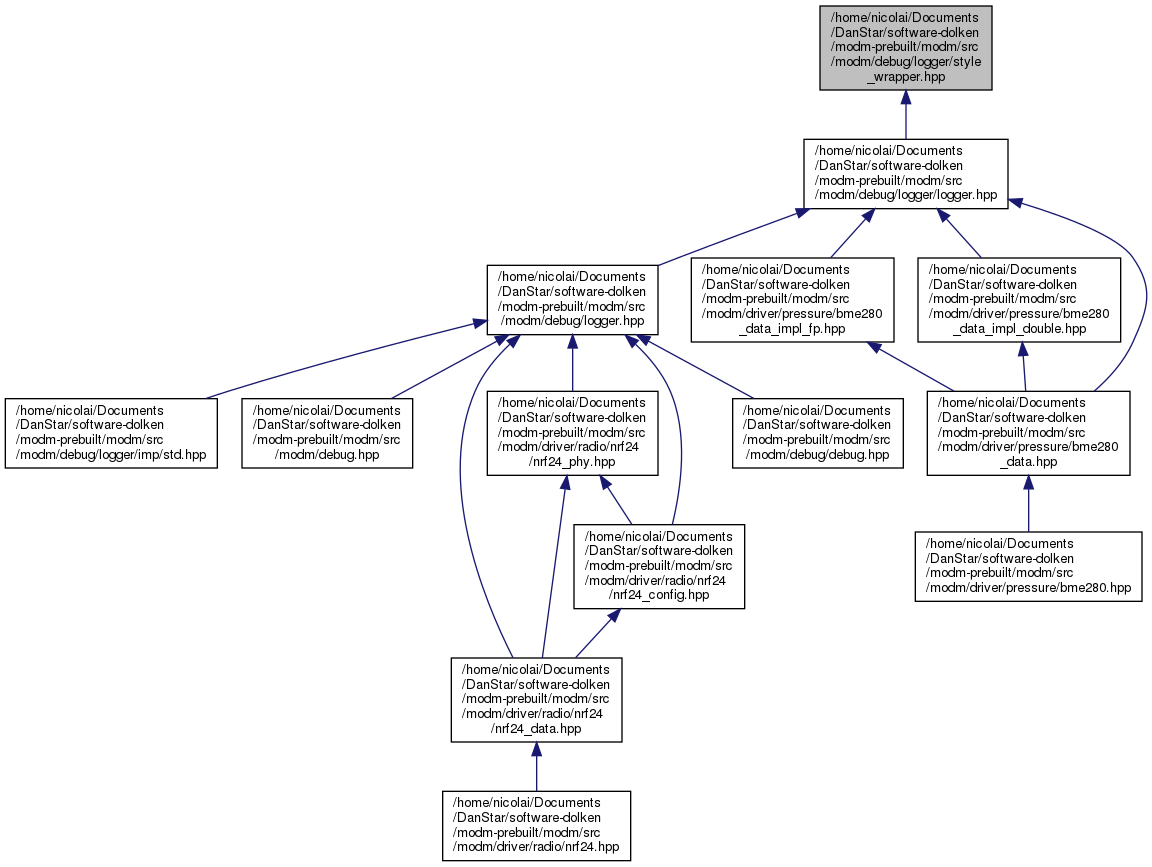 /home/nicolai/Documents
/DanStar/software-dolken
/modm-prebuilt/modm/src
/modm/debug/logger/style
_wrapper.hpp
/home/nicolai/Documents
/DanStar/software-dolken
/modm-prebuilt/modm/src
/modm/debug/logger/logger.hpp
/home/nicolai/Documents
/DanStar/software-dolken
/modm-prebuilt/modm/src
/modm/debug/logger.hpp
/home/nicolai/Documents
/DanStar/software-dolken
/modm-prebuilt/modm/src
/modm/driver/pressure/bme280
_data_impl_fp.hpp
/home/nicolai/Documents
/DanStar/software-dolken
/modm-prebuilt/modm/src
/modm/driver/pressure/bme280
_data_impl_double.hpp
/home/nicolai/Documents
/DanStar/software-dolken
/modm-prebuilt/modm/src
/modm/debug/logger/imp/std.hpp
/home/nicolai/Documents
/DanStar/software-dolken
/modm-prebuilt/modm/src
/modm/debug.hpp
/home/nicolai/Documents
/DanStar/software-dolken
/modm-prebuilt/modm/src
/modm/driver/radio/nrf24
/nrf24_phy.hpp
/home/nicolai/Documents
/DanStar/software-dolken
/modm-prebuilt/modm/src
/modm/debug/debug.hpp
/home/nicolai/Documents
/DanStar/software-dolken
/modm-prebuilt/modm/src
/modm/driver/pressure/bme280
_data.hpp
/home/nicolai/Documents
/DanStar/software-dolken
/modm-prebuilt/modm/src
/modm/driver/radio/nrf24
/nrf24_config.hpp
/home/nicolai/Documents
/DanStar/software-dolken
/modm-prebuilt/modm/src
/modm/driver/pressure/bme280.hpp
/home/nicolai/Documents
/DanStar/software-dolken
/modm-prebuilt/modm/src
/modm/driver/radio/nrf24
/nrf24_data.hpp
/home/nicolai/Documents
/DanStar/software-dolken
/modm-prebuilt/modm/src
/modm/driver/radio/nrf24.hpp